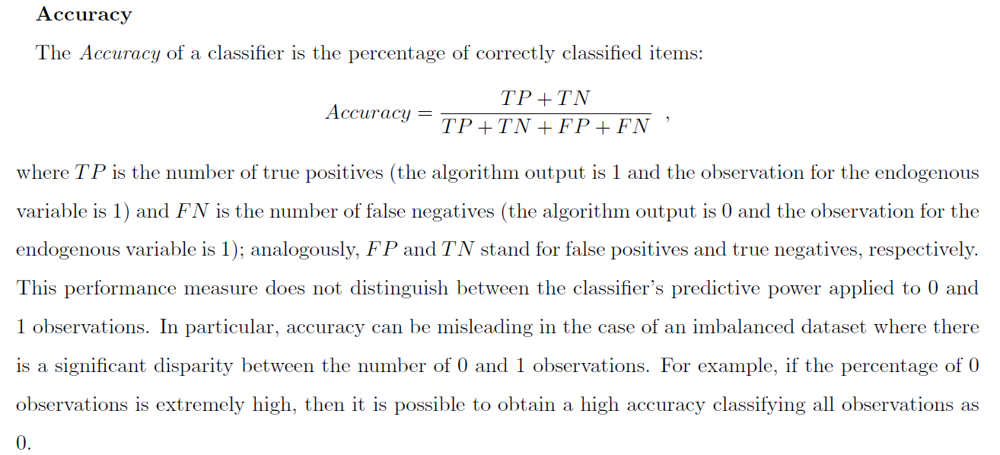 Accuracy
The Accuracy of a classifier is the percentage of correctly classified items:
Accuracy = \frac{TP + TN}{TP + TN + FP + FN} ,
where TP is the number of true positives (the algorithm output is 1 and the observation for the endogenous
variable is 1) and FN is the number of false negatives (the algorithm output is 0 and the observation for the
endogenous variable is 1); analogously, FP and TN stand for false positives and true negatives, respectively.
This performance measure does not distinguish between the classifier's predictive power applied to 0 and
1 observations. In particular, accuracy can be misleading in the case of an imbalanced dataset where there
is a significant disparity between the number of 0 and 1 observations. For example, if the percentage of 0
observations is extremely high, then it is possible to obtain a high accuracy classifying all observations as
0.